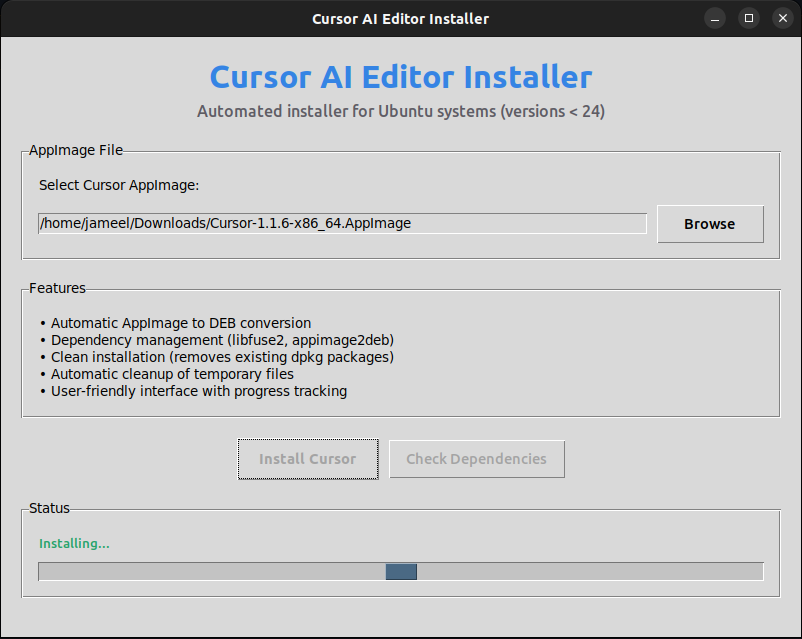 Cursor AI Editor Installer
Cursor AI Editor Installer
Automated installer for Ubuntu systems (versions < 24)
AppImage File
Select Cursor AppImage:
/home/jameel/Downloads/Cursor-1.1.6-x86_64.AppImage
Browse
Features
• Automatic AppImage to DEB conversion
• Dependency management (libfuse2, appimage2deb)
• Clean installation (removes existing dpkg packages)
• Automatic cleanup of temporary files
• User-friendly interface with progress tracking
Install Cursor
Check Dependencies
Status
Installing...